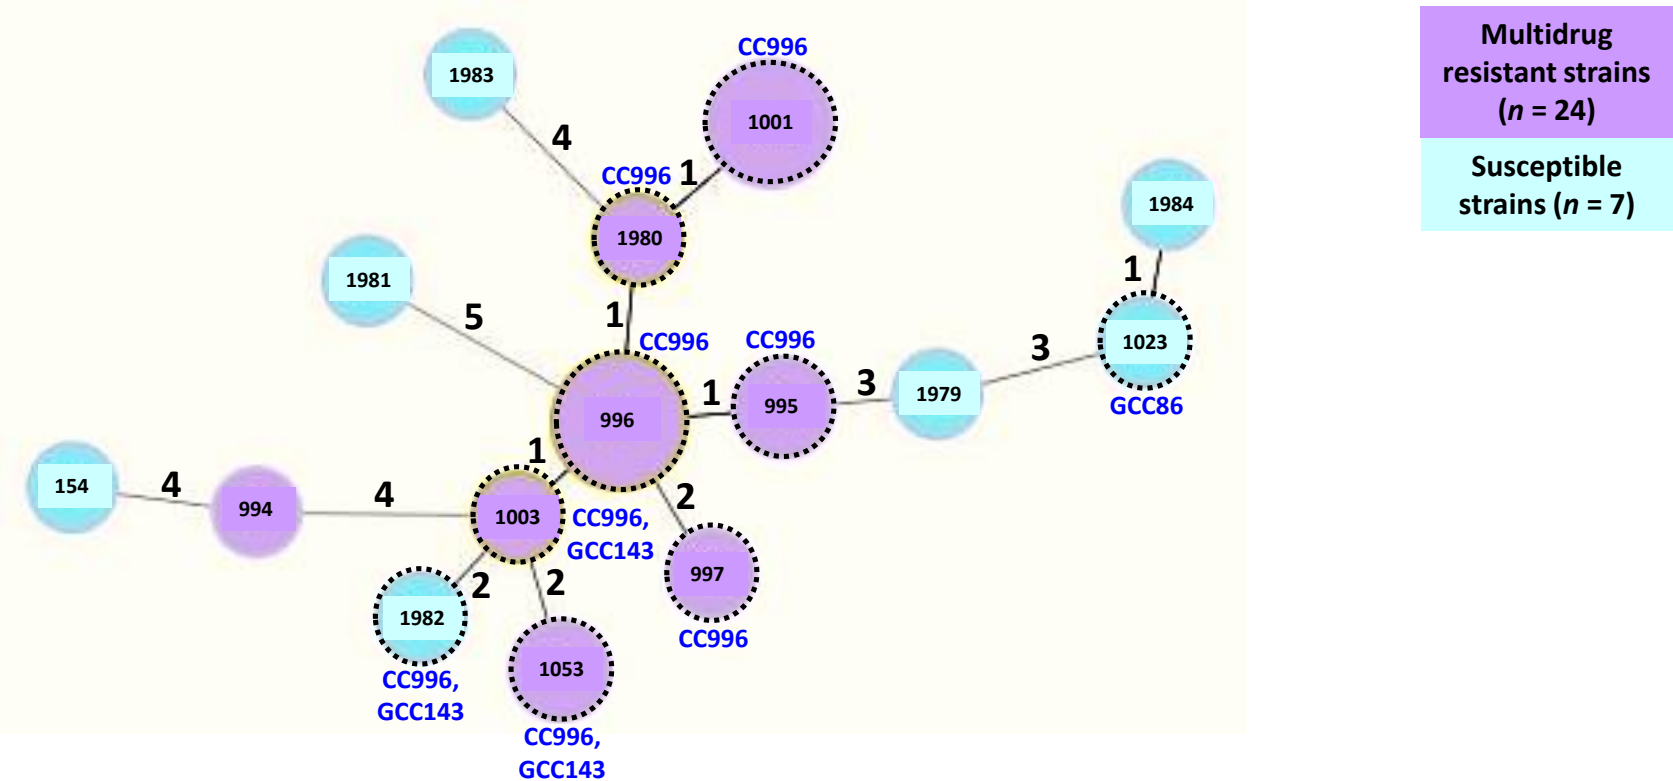 CC996
1983
1001
4
CC996
1
1980
1981
5
1
CC996
CC996
996
1
995
3
1979
3
1023
GCC86
1
1984
154
4
994
4
1003
1
CC996,
GCC143
2
997
CC996
2
1982
CC996,
GCC143
2
1053
CC996,
GCC143
Multidrug
resistant strains
(n = 24)
Susceptible
strains (n = 7)